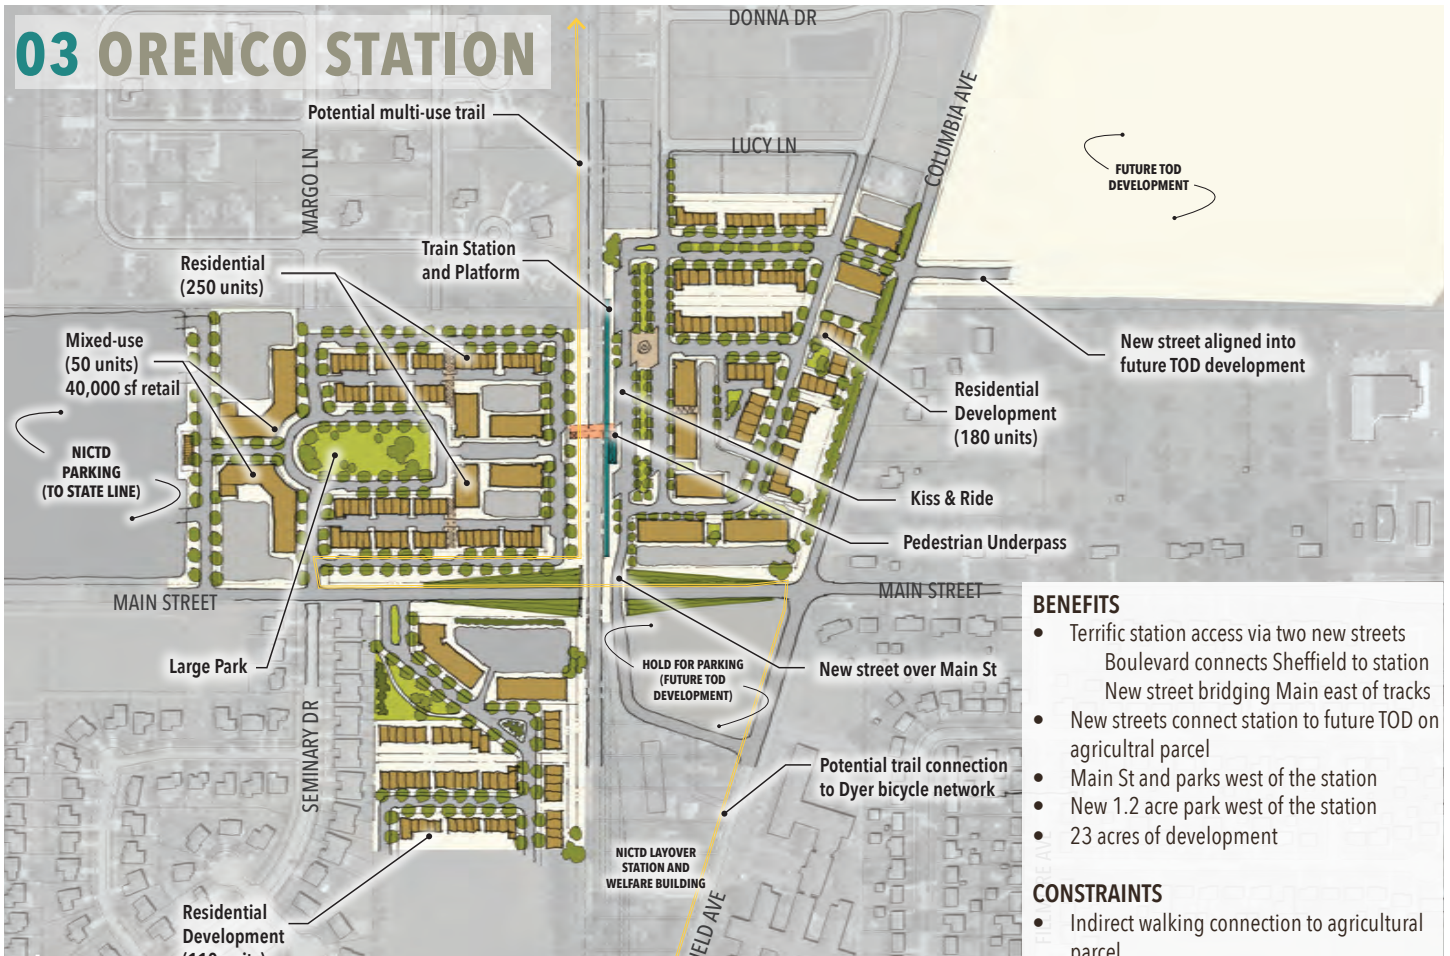 03 ORENCO STATION
DONNA DR
Potential multi-use trail
MARGO LN
LUCY LN
COLUMBIA AVE
FUTURE TOD
DEVELOPMENT
Train Station
and Platform
Residential
(250 units)
Mixed-use
(50 units)
40,000 sf retail
NICTD
PARKING
(TO STATE LINE)
New street aligned into
future TOD development
Residential
Development
(180 units)
Kiss & Ride
Pedestrian Underpass
MAIN STREET
MAIN STREET
Large Park
HOLD FOR PARKING
(FUTURE TOD
DEVELOPMENT)
New street over Main St
SEMINARY DR
Potential trail connection
to Dyer bicycle network
NICTD LAYOVER
STATION AND
WELFARE BUILDING
Residential
Development
BENEFITS
• Terrific station access via two new streets
Boulevard connects Sheffield to station
New street bridging Main east of tracks
• New streets connect station to future TOD on
agricultral parcel
• Main St and parks west of the station
• New 1.2 acre park west of the station
• 23 acres of development
CONSTRAINTS
• Indirect walking connection to agricultural
parcel